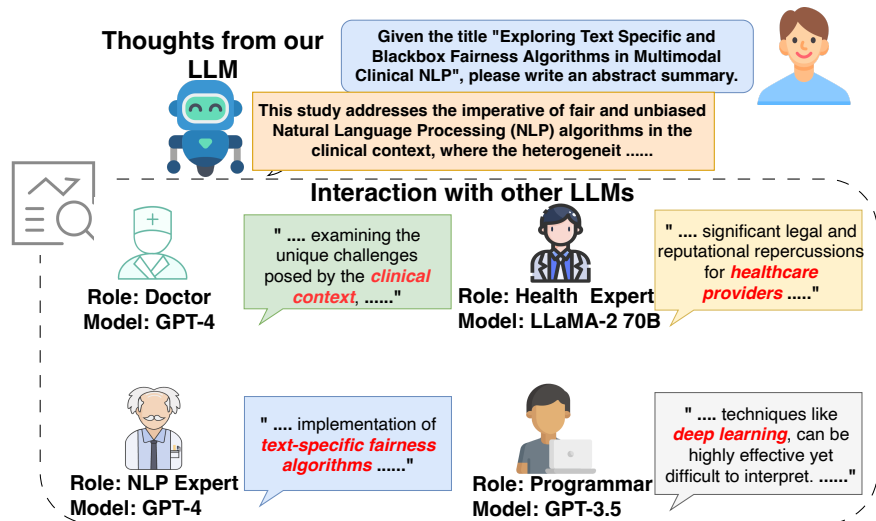 Thoughts from our
LLM
Given the title "Exploring Text Specific and
Blackbox Fairness Algorithms in Multimodal
Clinical NLP", please write an abstract summary.
This study addresses the imperative of fair and unbiased
Natural Language Processing (NLP) algorithms in the
clinical context, where the heterogeneit ......
Interaction with other LLMs
" .... examining the
unique challenges
posed by the clinical
context, ......"
Role: Doctor
Model: GPT-4
" .... significant legal and
reputational repercussions
for healthcare
providers ....."
Role: Health Expert
Model: LLaMA-2 70B
" .... implementation of
text-specific fairness
algorithms ......"
Role: NLP Expert
Model: GPT-4
" .... techniques like
deep learning, can be
highly effective yet
difficult to interpret. ......"
Role: Programmar
Model: GPT-3.5